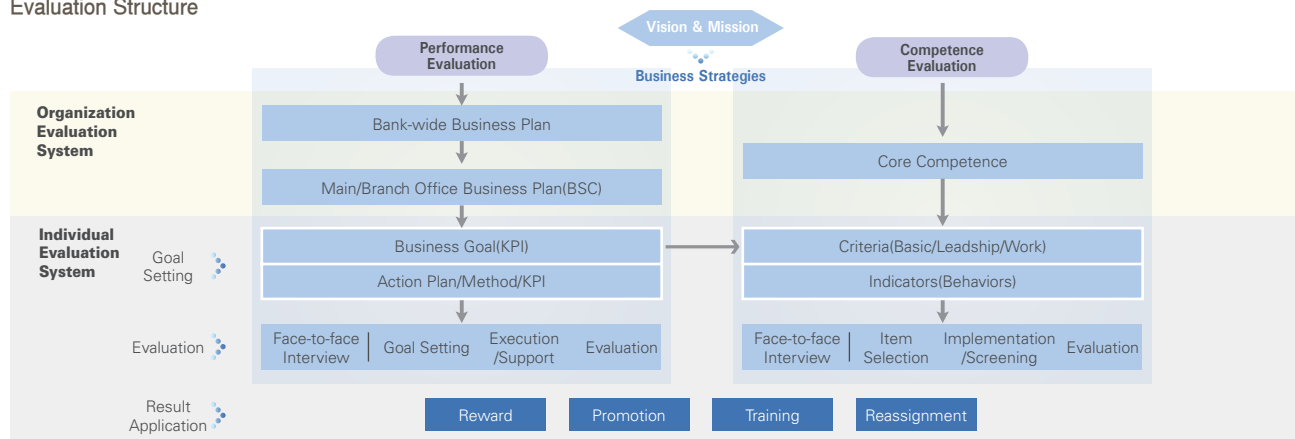 Evaluation Structure
Vision & Mission
Business Strategies
Performance
Evaluation
Competence
Evaluation
Organization
Evaluation
System
Bank-wide Business Plan
Main/Branch Office Business Plan(BSC)
Core Competence
Individual
Evaluation
System
Goal
Setting
Business Goal(KPI)
Action Plan/Method/KPI
Criteria(Basic/Leadship/Work)
Indicators(Behaviors)
Evaluation
Face-to-face
Interview
Goal Setting
Execution
/Support
Evaluation
Face-to-face
Interview
Item
Selection
Implementation
/Screening
Evaluation
Result
Application
Reward
Promotion
Training
Reassignment